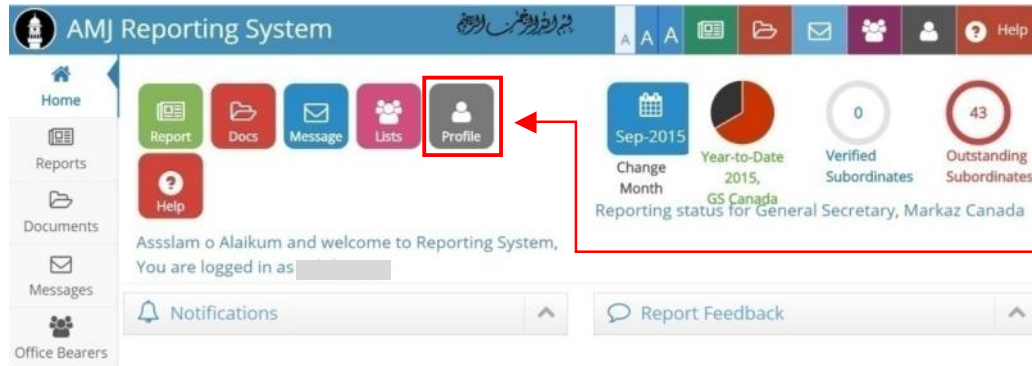 AMJ Reporting System
A A A
Help
Home
Reports
Documents
Messages
Office Bearers
Report Docs Message Lists Profile
Help
Assslam o Alaikum and welcome to Reporting System,
You are logged in as
Sep-2015
Change
Month
Year-to-Date
2015,
GS Canada
0
Verified
Subordinates
43
Outstanding
Subordinates
Reporting status for General Secretary, Markaz Canada
Notifications
Report Feedback